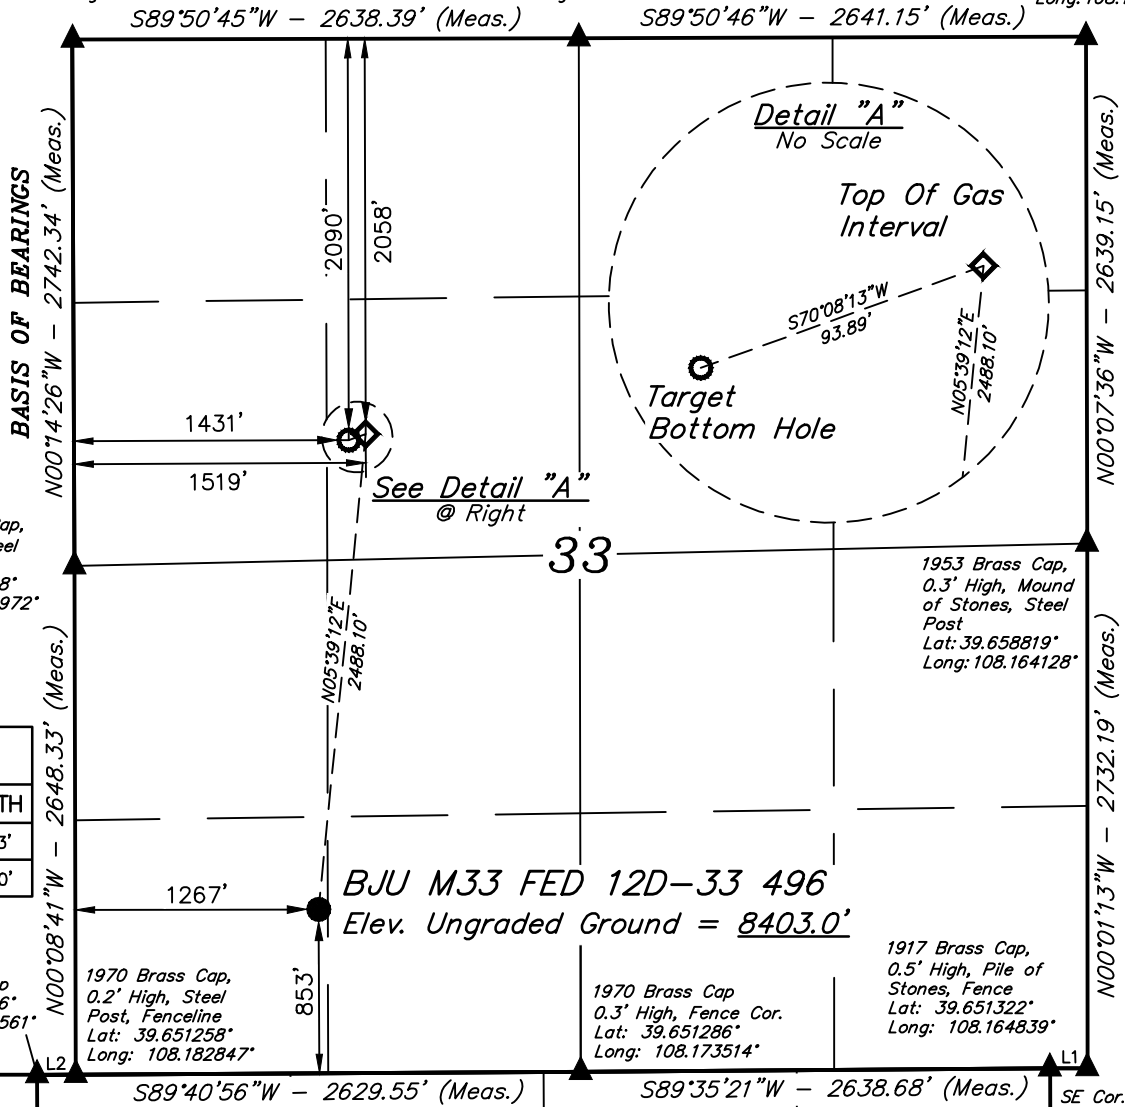 S89°50'45"W - 2638.39' (Meas.)
S89°50'46"W - 2641.15' (Meas.)
BASIS OF BEARINGS
N00°14'26"W - 2742.34' (Meas.)
2090'
2058'
Detail "A"
No Scale
Top Of Gas
Interval
S70°08'13"W
93.89'
N05°39'12"E
2488.10'
Target
Bottom Hole
N00°07'36"W - 2639.15' (Meas.)
1431'
1519'
See Detail "A"
@ Right
33
1953 Brass Cap,
0.3' High, Mound
of Stones, Steel
Post
Lat: 39.658819°
Long: 108.164128°
N05°39'12"E
2488.10'
N00°08'41"W - 2648.33' (Meas.)
N00°01'13"W - 2732.19' (Meas.)
TH
3'
0'
972°
BJU M33 FED 12D-33 496
Elev. Ungraded Ground = 8403.0'
1267'
853'
1970 Brass Cap,
0.2' High, Steel
Post, Fenceline
Lat: 39.651258°
Long: 108.182847°
1970 Brass Cap
0.3' High, Fence Cor.
Lat: 39.651286°
Long: 108.173514°
1917 Brass Cap,
0.5' High, Pile of
Stones, Fence
Lat: 39.651322°
Long: 108.164839°
561°
L2
L1
S89°40'56"W - 2629.55' (Meas.)
S89°35'21"W - 2638.68' (Meas.)
SE Cor.